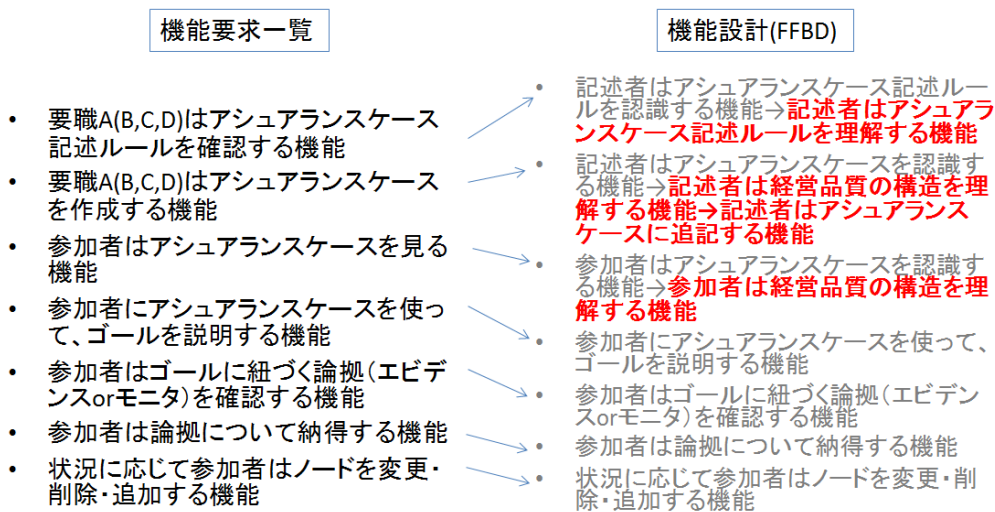 機能要求一覧
• 要職A(B,C,D)はアシュアランスケース
記述ルールを確認する機能
• 要職A(B,C,D)はアシュアランスケース
を作成する機能
• 参加者はアシュアランスケースを見る
機能
• 参加者にアシュアランスケースを使っ
て、ゴールを説明する機能
• 参加者はゴールに紐づく論拠(エビデ
ンスorモニタ)を確認する機能
• 参加者は論拠について納得する機能
• 状況に応じて参加者はノードを変更・
削除・追加する機能
機能設計(FFBD)
• 記述者はアシュアランスケース記述ルー
ルを認識する機能→記述者はアシュアラ
ンスケース記述ルールを理解する機能
• 記述者はアシュアランスケースを認識す
る機能→記述者は経営品質の構造を理
解する機能→記述者はアシュアランス
ケースに追記する機能
• 参加者はアシュアランスケースを認識す
る機能→参加者は経営品質の構造を理
解する機能
• 参加者にアシュアランスケースを使って、
ゴールを説明する機能
• 参加者はゴールに紐づく論拠(エビデン
スorモニタ)を確認する機能
• 参加者は論拠について納得する機能
• 状況に応じて参加者はノードを変更・削
除・追加する機能